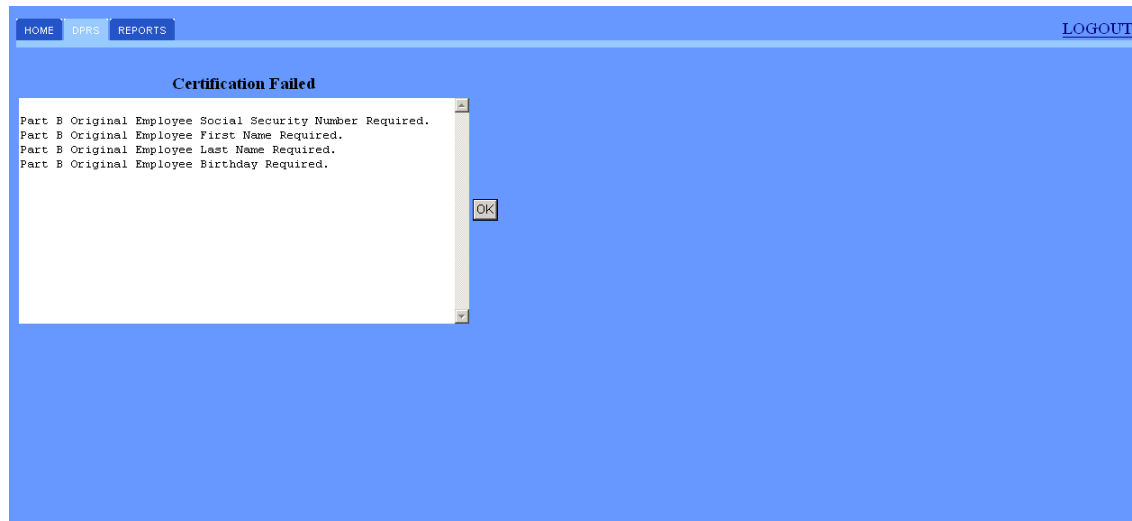 HOME DPRS REPORTS LOGOUT
Certification Failed
Part B Original Employee Social Security Number Required.
Part B Original Employee First Name Required.
Part B Original Employee Last Name Required.
Part B Original Employee Birthday Required.
OK